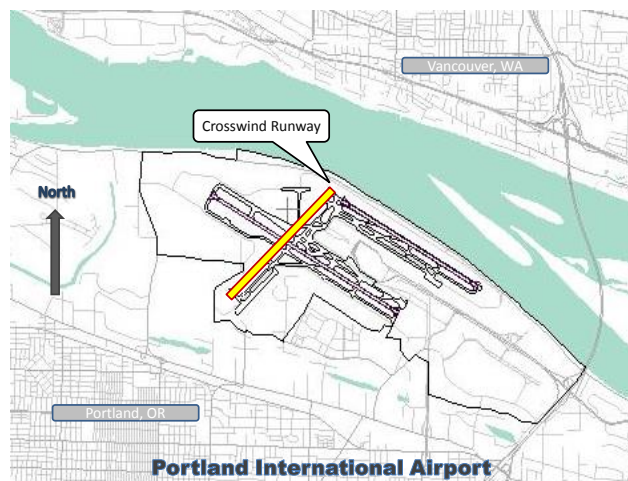 Vancouver, WA
Crosswind Runway
North
Portland, OR
Portland International Airport